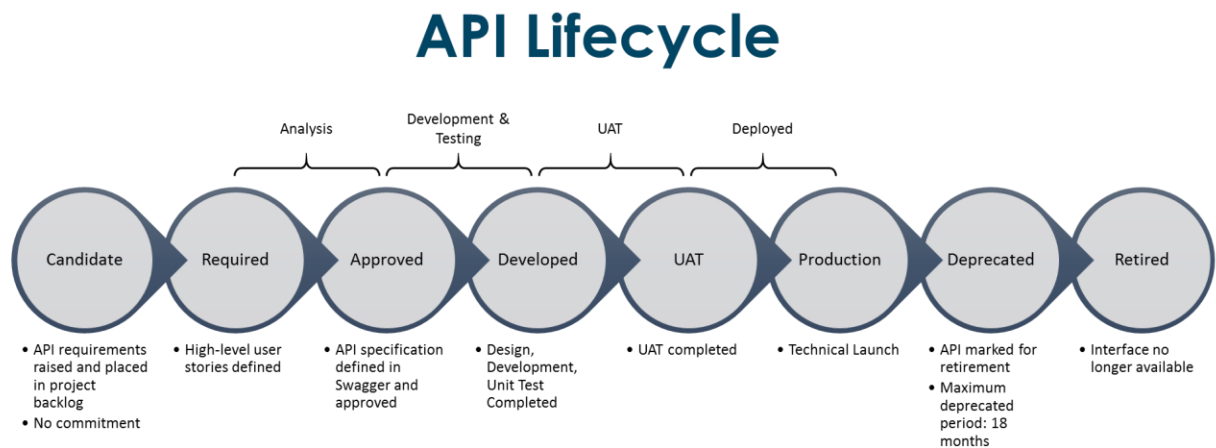 API Lifecycle
Analysis
Development &
Testing
UAT
Deployed
Candidate
Required
Approved
Developed
UAT
Production
Deprecated
Retired
• API requirements
raised and placed
in project
backlog
• No commitment
• High-level user
stories defined
• API specification
defined in
Swagger and
approved
• Design,
Development,
Unit Test
Completed
• UAT completed
• Technical Launch
• API marked for
retirement
• Maximum
deprecated
period: 18
months
• Interface no
longer available